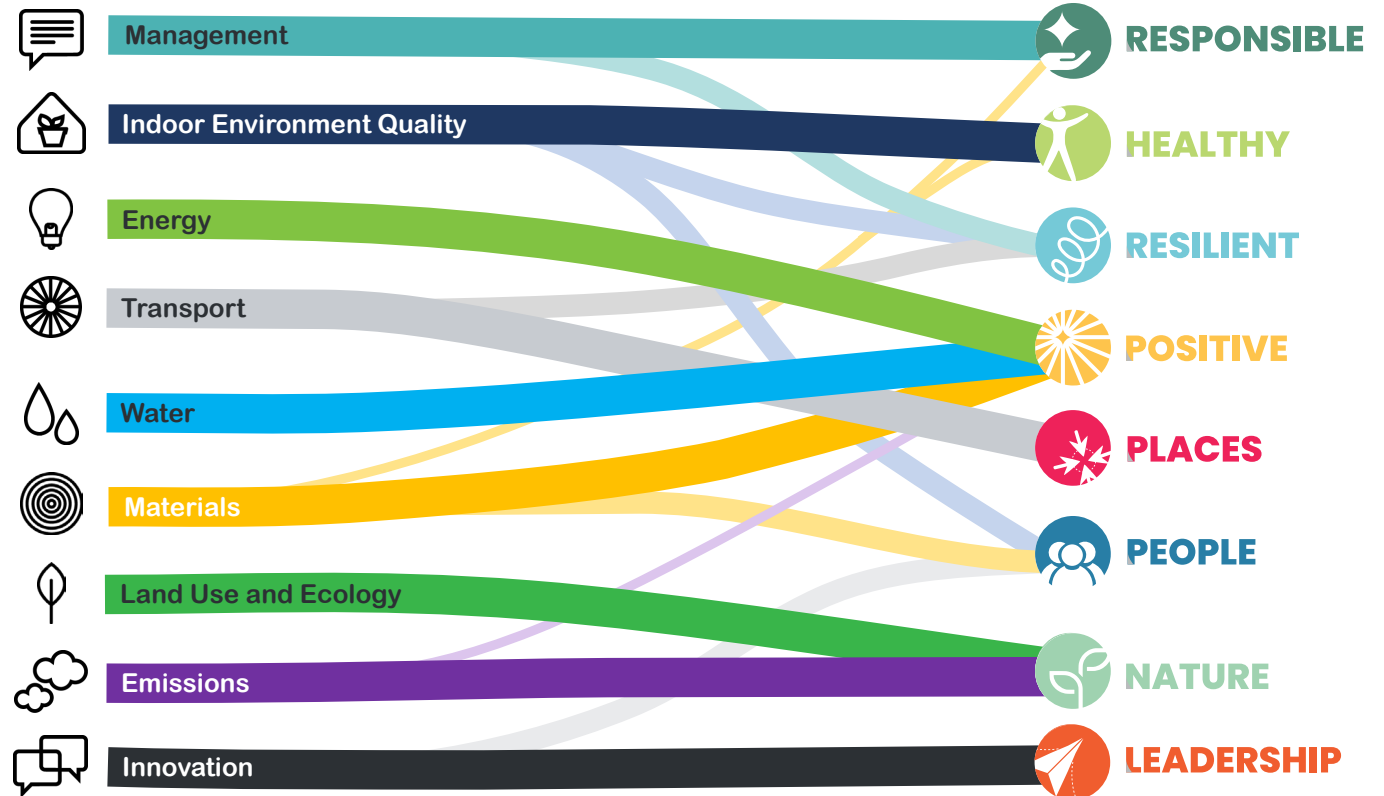 Management
RESPONSIBLE
Indoor Environment Quality
HEALTHY
Energy
RESILIENT
Transport
POSITIVE
Water
PLACES
Materials
PEOPLE
Land Use and Ecology
NATURE
Emissions
LEADERSHIP
Innovation